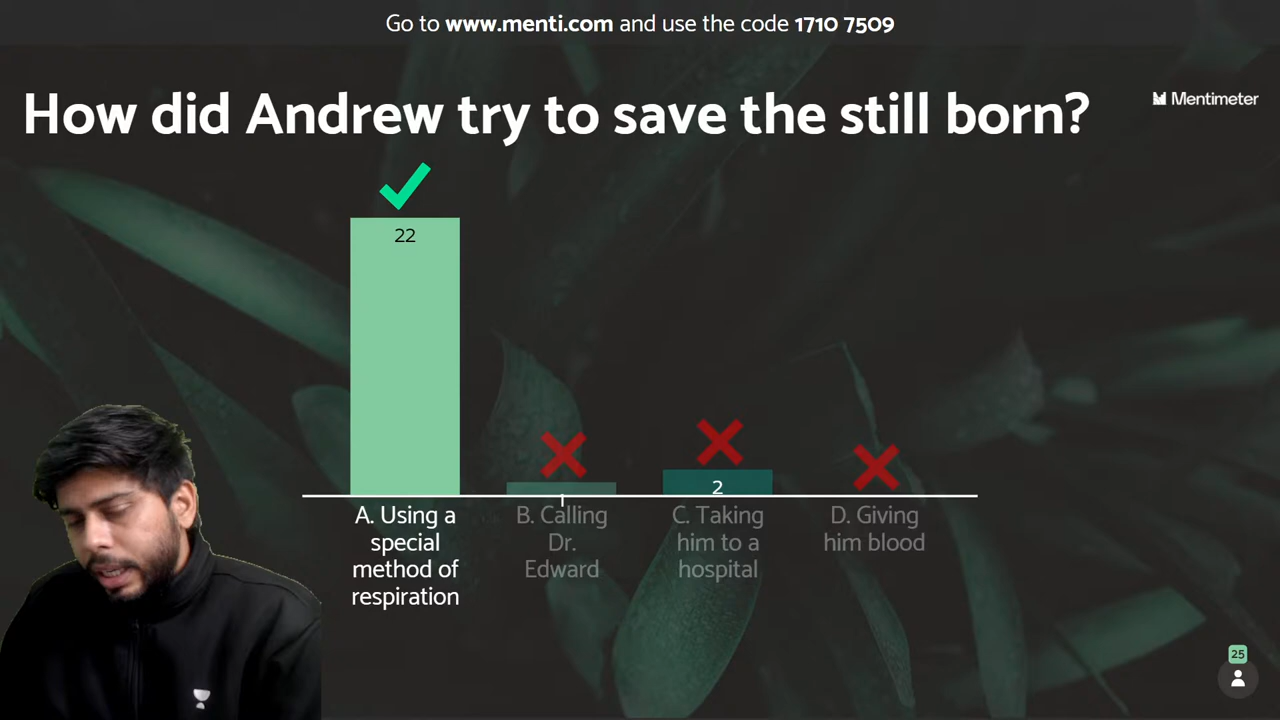 Go to www.menti.com and use the code 1710 7509
How did Andrew try to save the still born?
Mentimeter
22
1
2
A. Using a
special
method of
respiration
B. Calling
Dr.
Edward
C. Taking
him to a
hospital
D. Giving
him blood
25